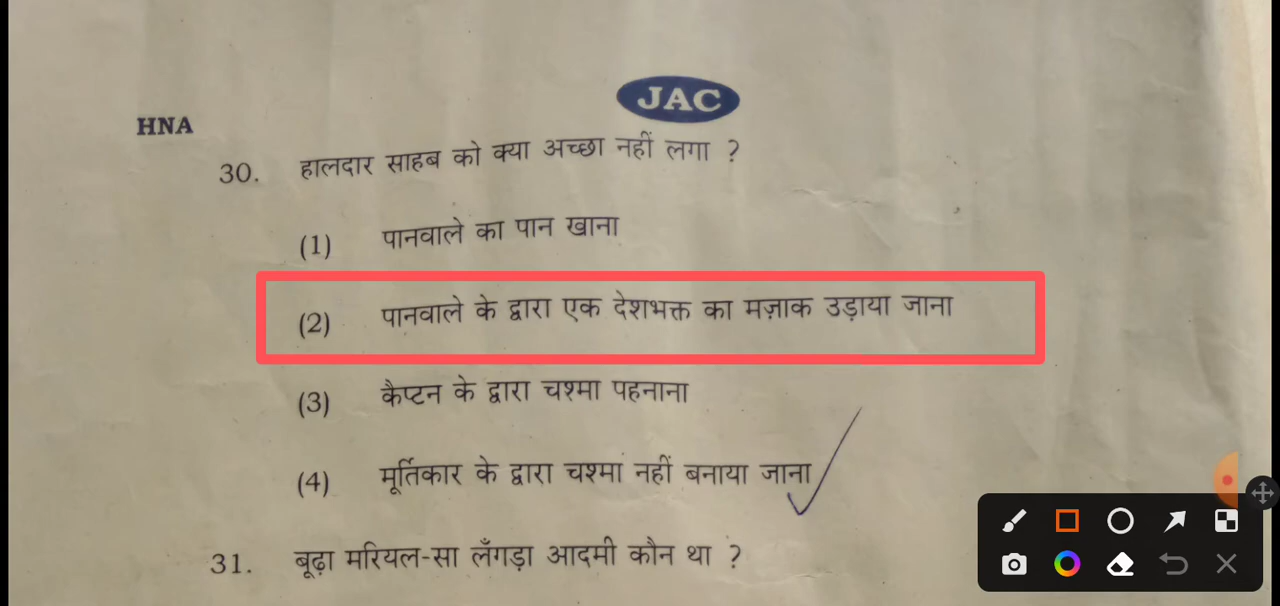 JAC
HNA
30. हालदार साहब को क्या अच्छा नहीं लगा ?
(1) पानवाले का पान खाना
(2) पानवाले के द्वारा एक देशभक्त का मज़ाक उड़ाया जाना
(3) कैप्टन के द्वारा चश्मा पहनाना
(4) मूर्तिकार के द्वारा चश्मा नहीं बनाया जाना
31. बूढ़ा मरियल-सा लँगड़ा आदमी कौन था ?